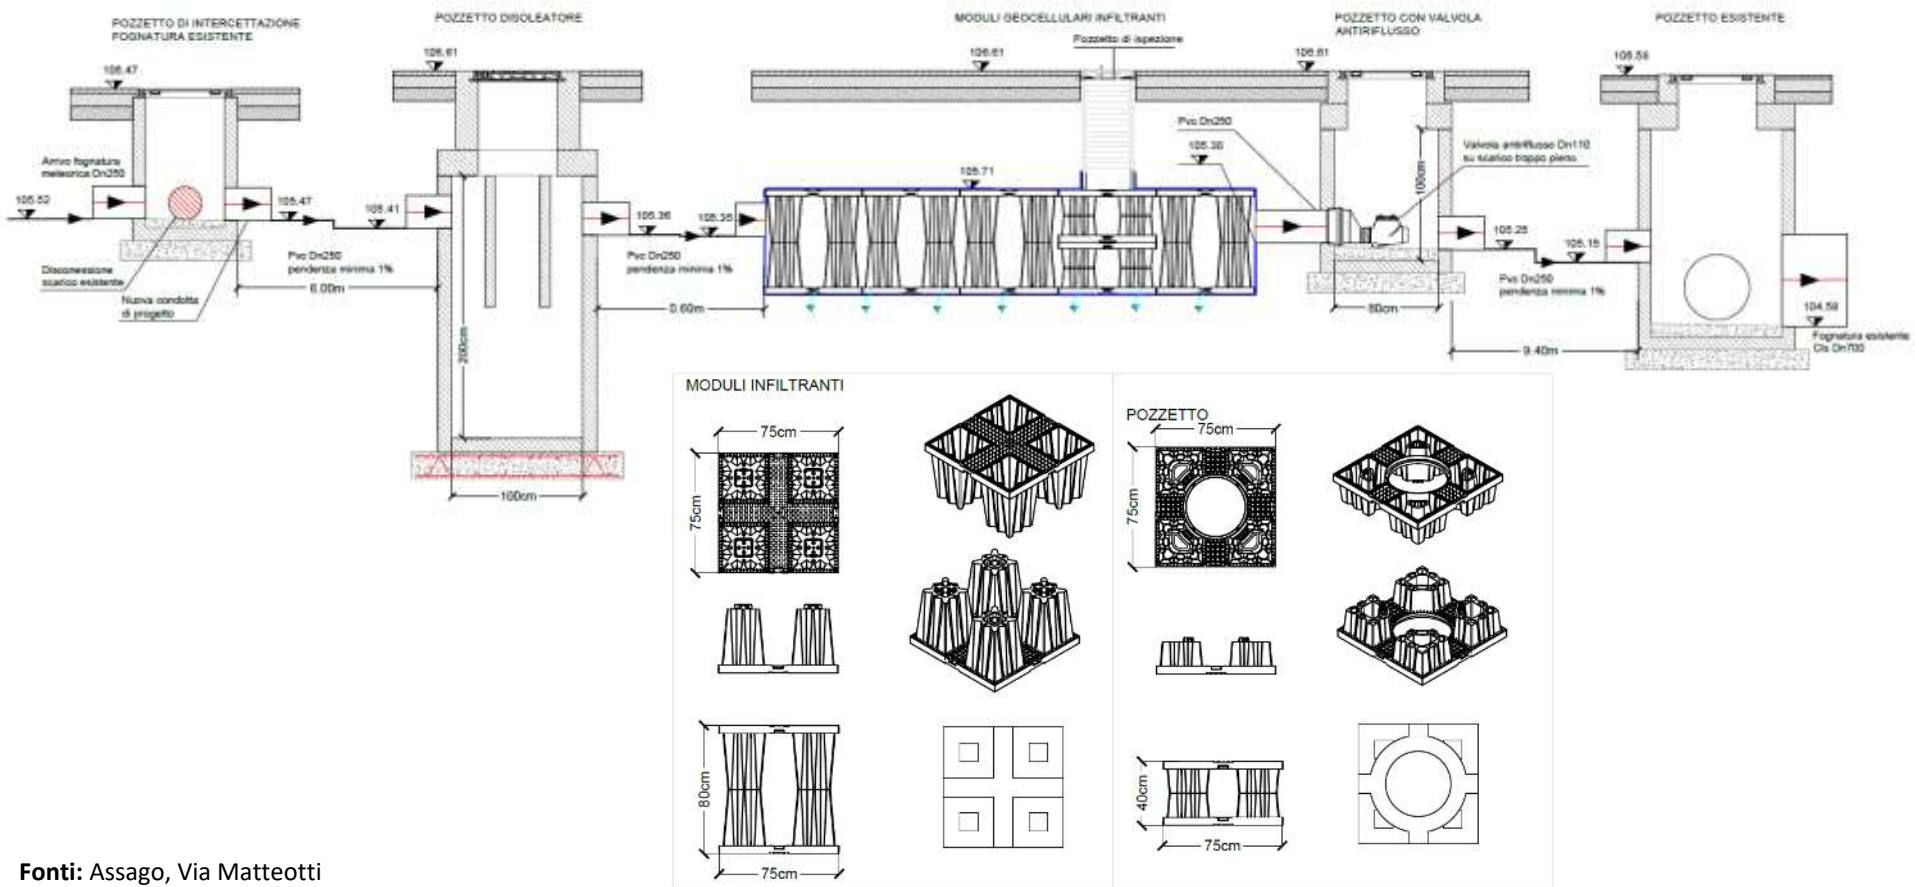 POZZETTO DI INTERCETTAZIONE
FOGNATURA ESISTENTE
POZZETTO DISOLEATORE
MODULI GEOCELLULARI INFILTRANTI
Pozzetto di ispezione
POZZETTO CON VALVOLA
ANTIRIFLUSSO
POZZETTO ESISTENTE
106.47
106.61
106.61
106.61
106.58
Arrivo fognatura
meteorica Dn250
105.52
105.47
105.41
105.36
105.35
105.71
Pvc Dn250
105.36
Valvola antiriflusso Dn110
su scarico troppo pieno
100cm
105.25
105.15
104.59
Fognatura esistente
Cls Dn700
Disconnessione
scarico esistente
Nuova condotta
di progetto
Pvc Dn250
pendenza minima 1%
6.00m
200cm
100cm
Pvc Dn250
pendenza minima 1%
0.60m
80cm
Pvc Dn250
pendenza minima 1%
9.40m
MODULI INFILTRANTI
75cm
75cm
80cm
75cm
POZZETTO
75cm
75cm
40cm
75cm
Fonti: Assago, Via Matteotti